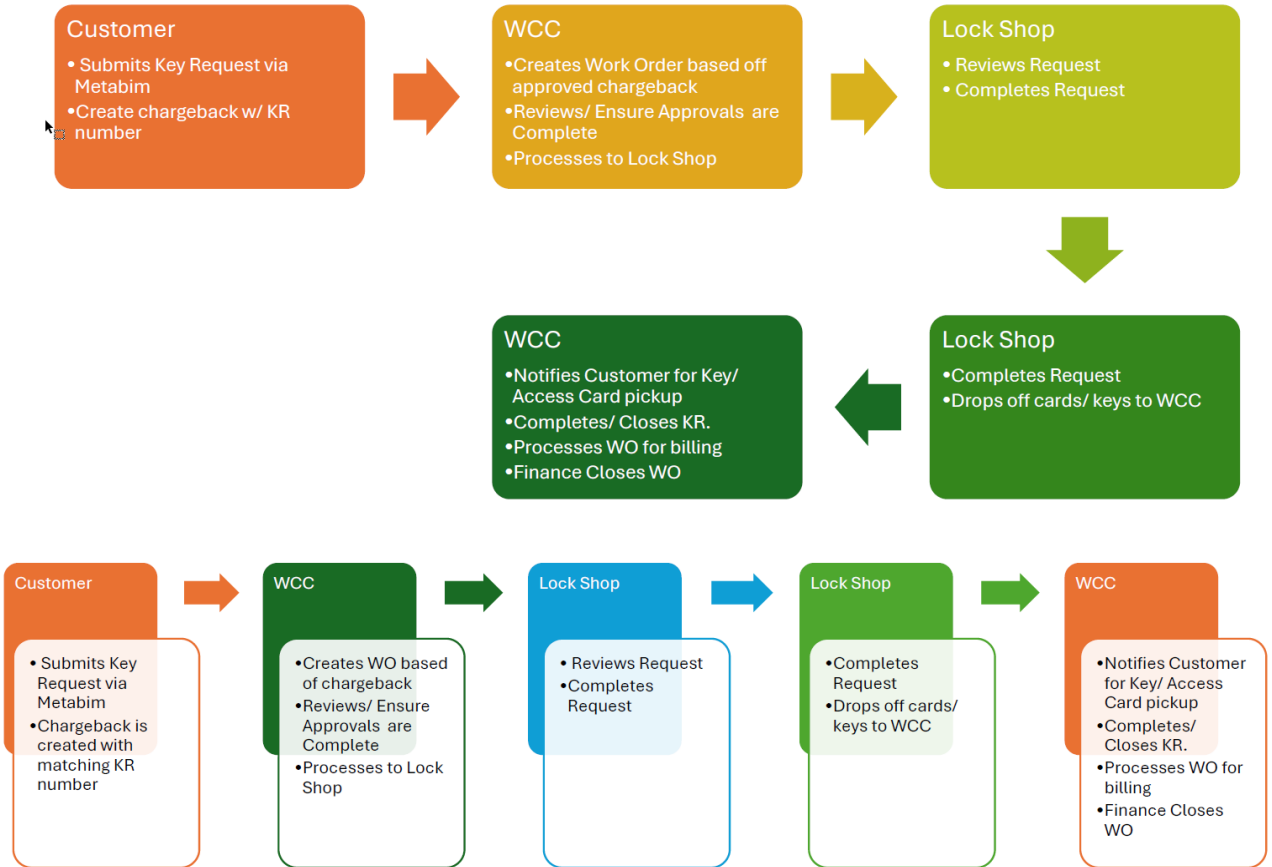 Customer
• Submits Key Request via
Metabim
•Create chargeback w/ KR
number
WCC
•Creates Work Order based off
approved chargeback
•Reviews/ Ensure Approvals are
Complete
•Processes to Lock Shop
Lock Shop
• Reviews Request
• Completes Request
Lock Shop
•Completes Request
•Drops off cards/ keys to WCC
WCC
•Notifies Customer for Key/
Access Card pickup
•Completes/ Closes KR.
•Processes WO for billing
•Finance Closes WO
Customer
• Submits Key
Request via
Metabim
•Chargeback is
created with
matching KR
number
WCC
•Creates WO based
of chargeback
•Reviews/ Ensure
Approvals are
Complete
•Processes to Lock
Shop
Lock Shop
• Reviews Request
•Completes
Request
Lock Shop
•Completes
Request
•Drops off cards/
keys to WCC
WCC
•Notifies Customer
for Key/ Access
Card pickup
•Completes/
Closes KR.
•Processes WO for
billing
•Finance Closes
WO